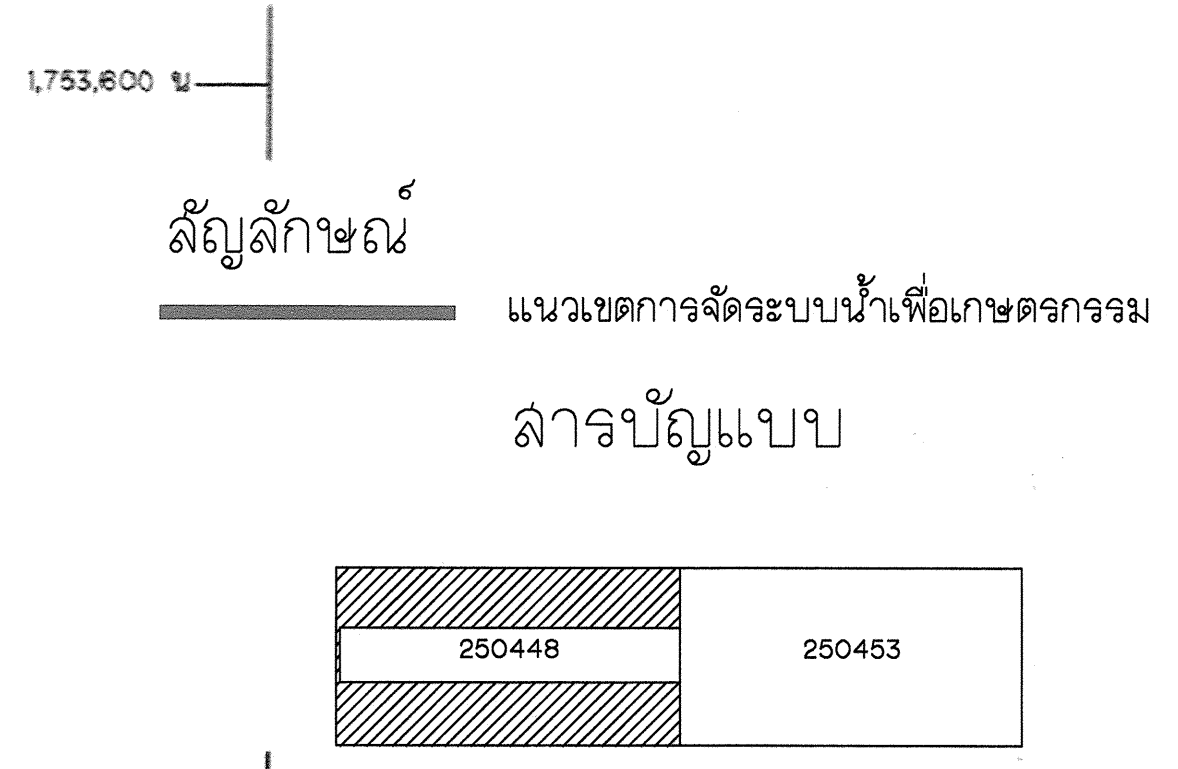 1,753,600 น
สัญลักษณ์
แนวเขตการจัดระบบน้ำเพื่อเกษตรกรรม
สารบัญแบบ
250448 250453